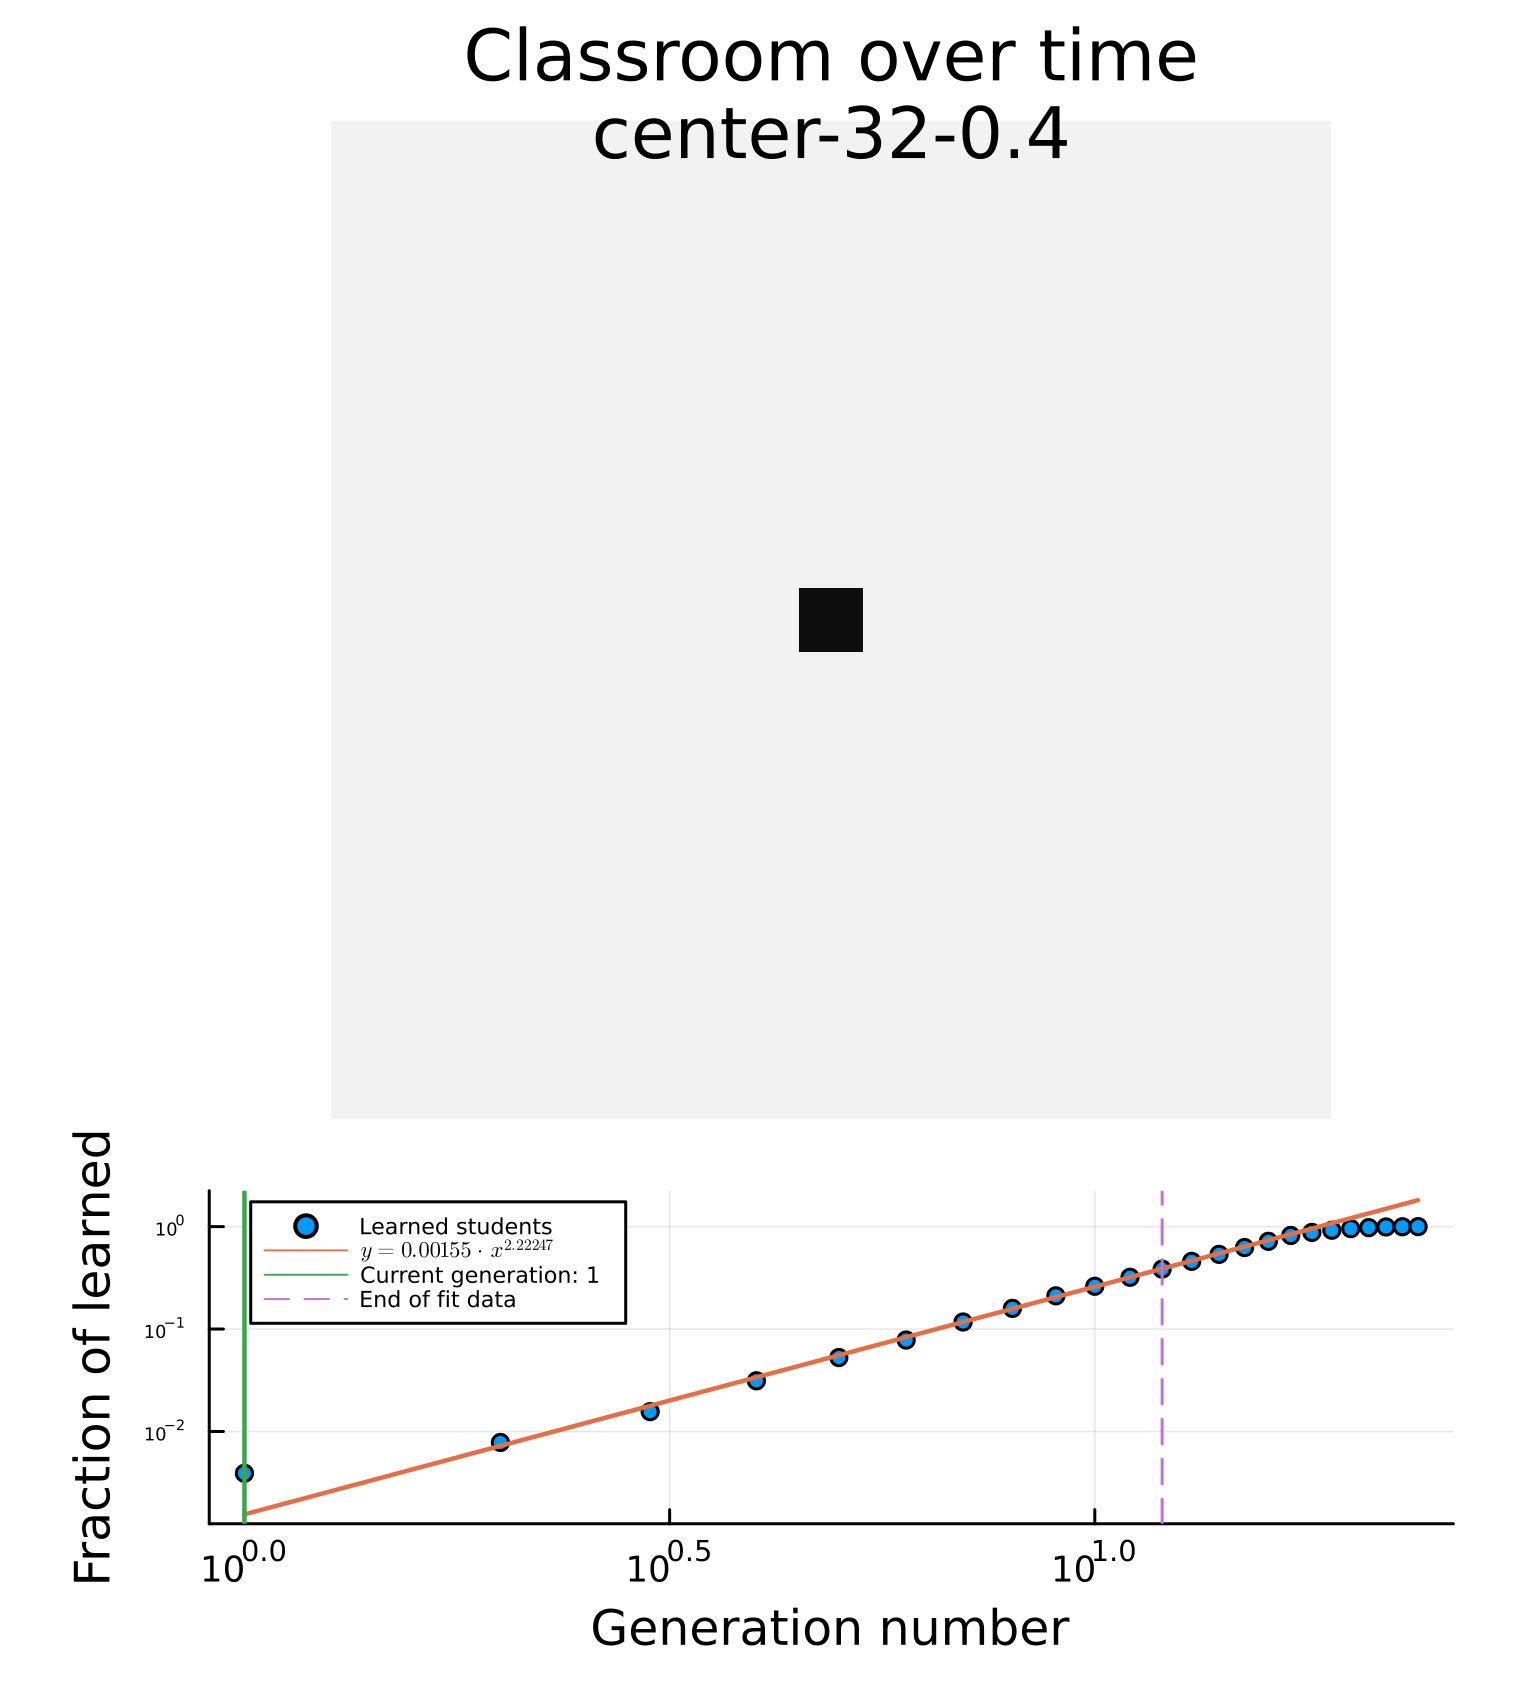 Classroom over time
center-32-0.4
Fraction of learned
10^0
10^−1
10^−2
Learned students
y = 0.00155 · x^2.22247
Current generation: 1
End of fit data
10^0.0
10^0.5
10^1.0
Generation number